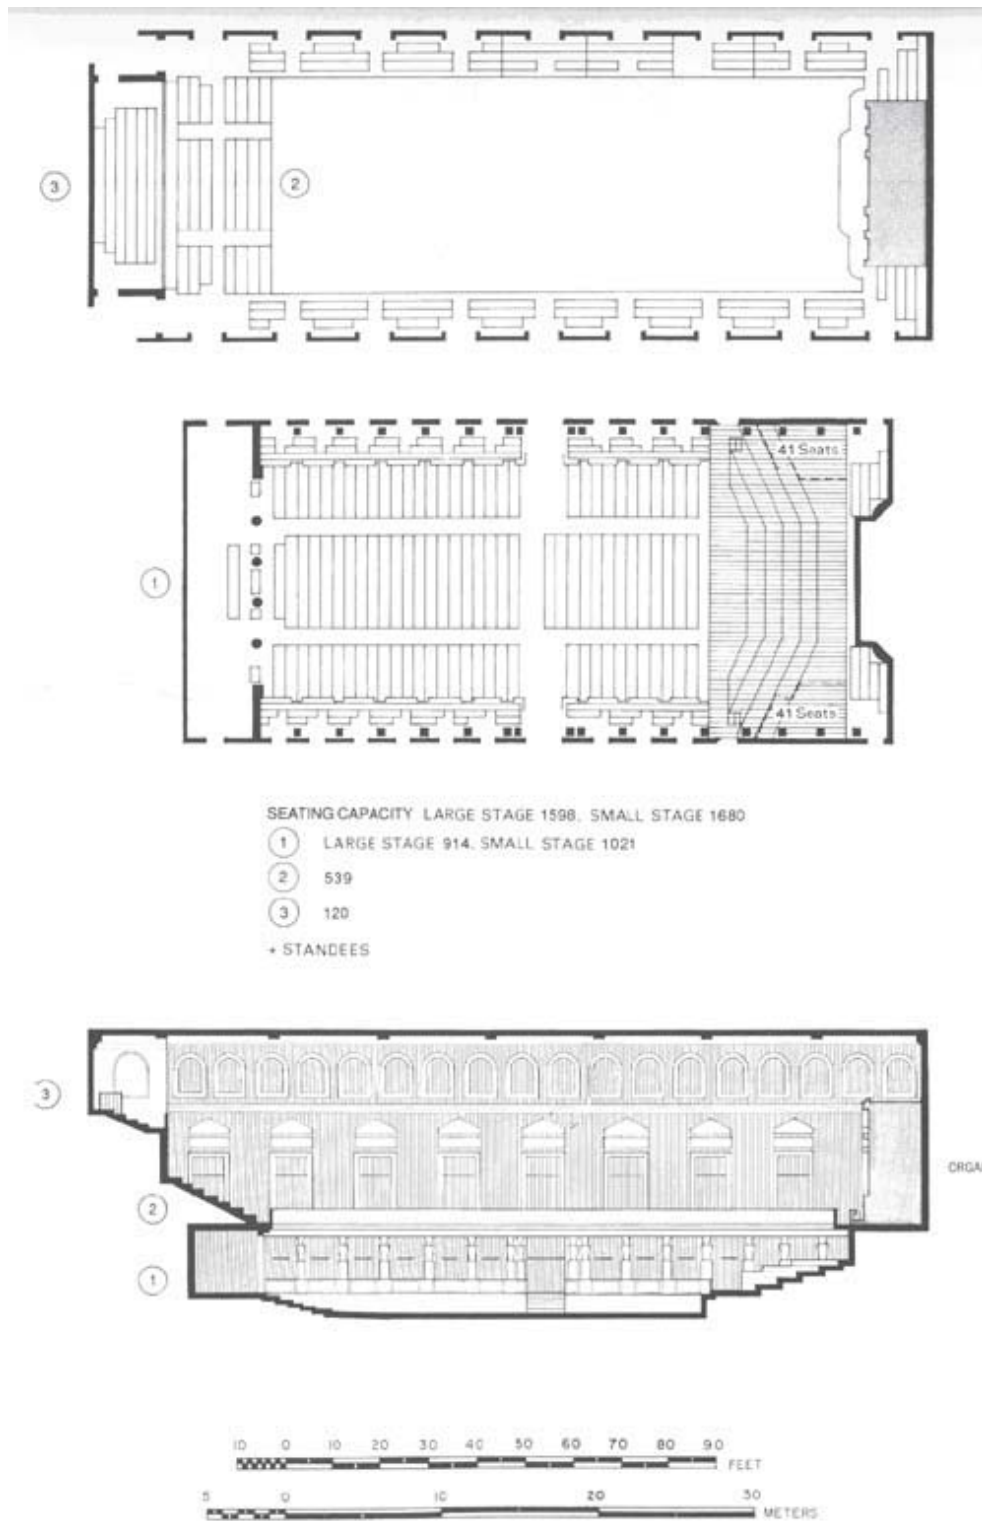 3
2
41 Seats
1
41 Seats
SEATING CAPACITY LARGE STAGE 1598. SMALL STAGE 1680
1 LARGE STAGE 914. SMALL STAGE 1021
2 539
3 120
+ STANDEES
3
ORGA
2
1
10 0 10 20 30 40 50 60 70 80 90
FEET
5 0 10 20 30
METERS